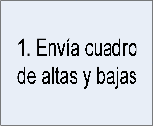 1. Envía cuadro
de altas y bajas